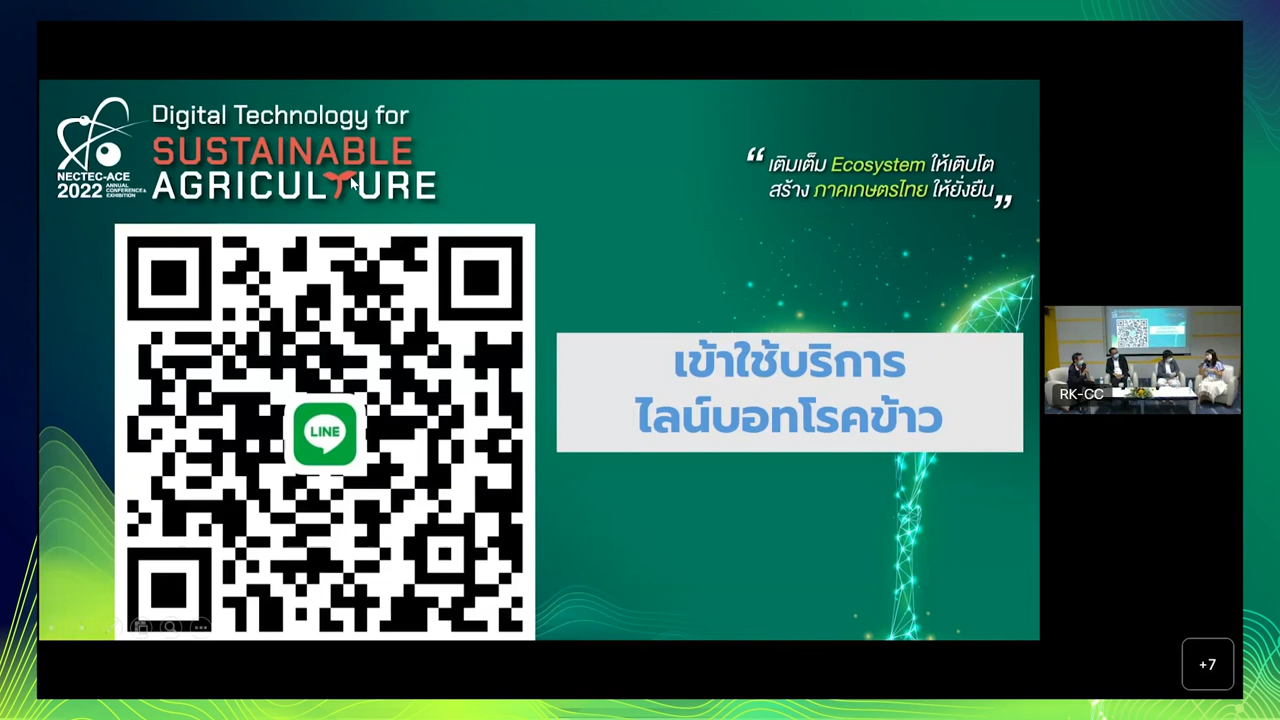 Digital Technology for
SUSTAINABLE
AGRICULTURE
NECTEC-ACE
2022 ANNUAL
CONFERENCE&
EXHIBITION
“ เติมเต็ม Ecosystem ให้เติบโต
สร้าง ภาคเกษตรไทย ให้ยั่งยืน „
LINE
เข้าใช้บริการ
ไลน์บอทโรคข้าว
RK-CC
+7